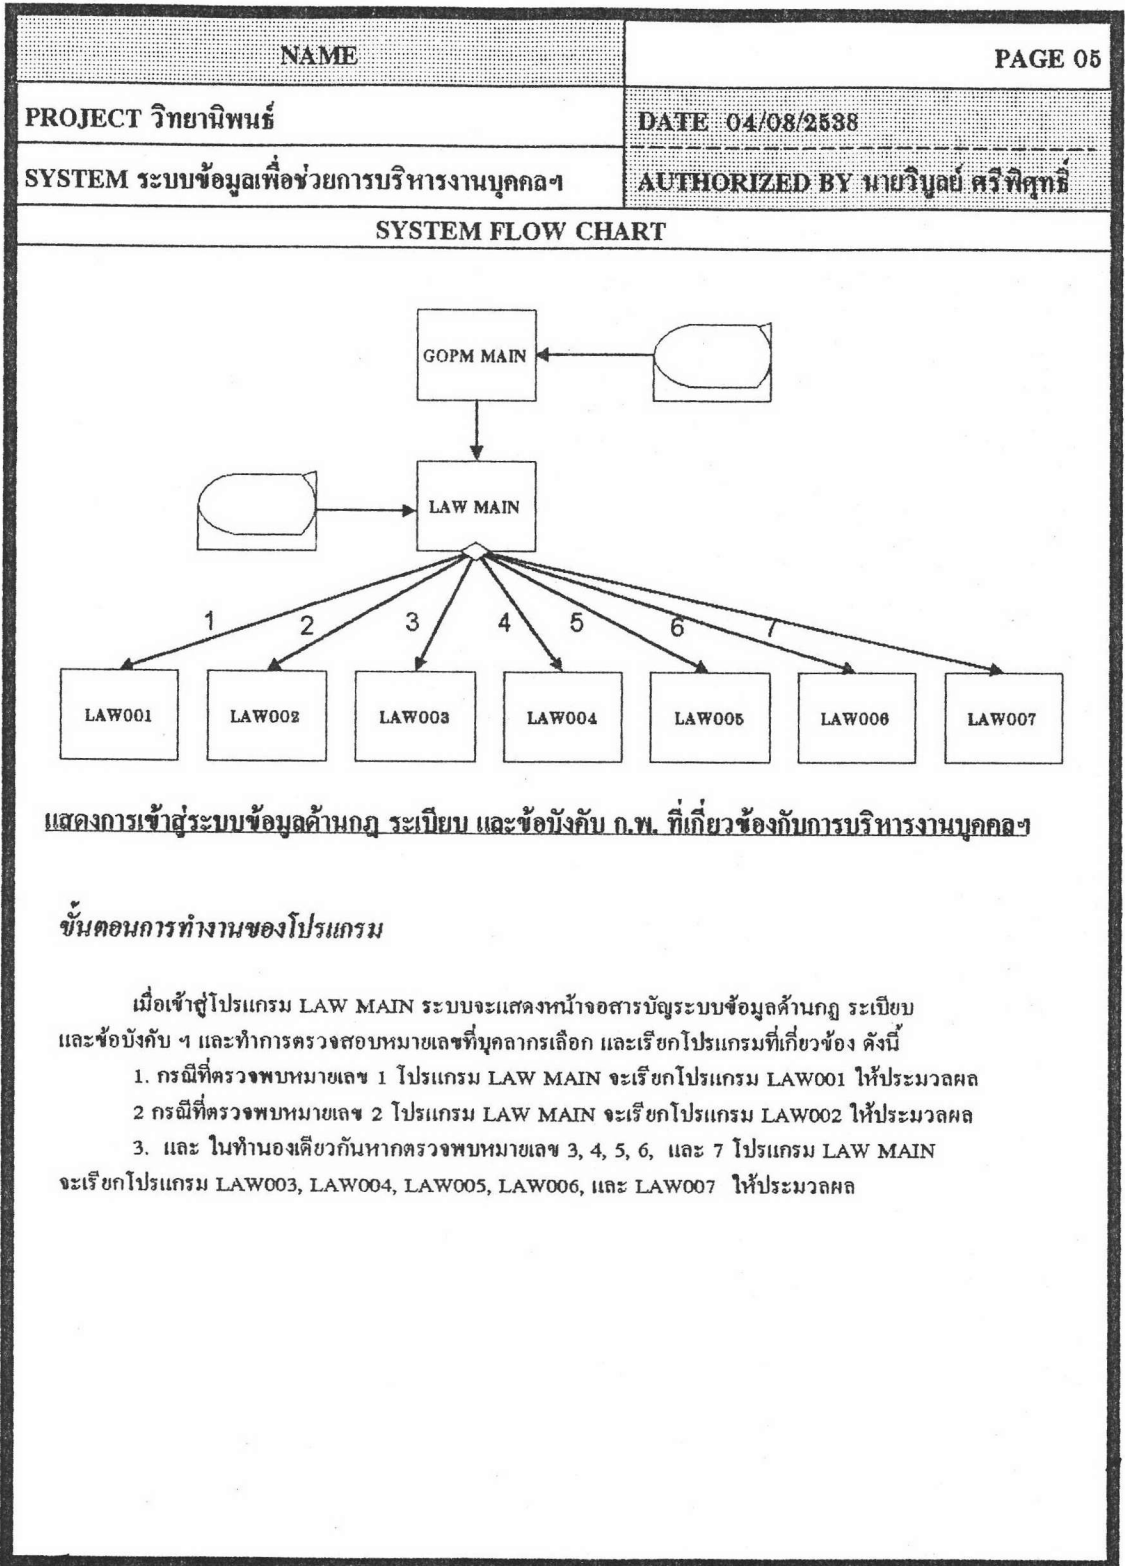 NAME
PAGE 05
PROJECT วิทยานิพนธ์
DATE 04/08/2538
SYSTEM ระบบข้อมูลเพื่อช่วยการบริหารงานบุคคลฯ
AUTHORIZED BY นายวิบูลย์ ศรีพิศุทธิ์
SYSTEM FLOW CHART
GOPM MAIN
LAW MAIN
1 2 3 4 5 6 7
LAW001 LAW002 LAW003 LAW004 LAW005 LAW006 LAW007
แสดงการเข้าสู่ระบบข้อมูลด้านกฎ ระเบียบ และข้อบังคับ ก.พ. ที่เกี่ยวข้องกับการบริหารงานบุคคลฯ
ขั้นตอนการทำงานของโปรแกรม
เมื่อเข้าสู่โปรแกรม LAW MAIN ระบบจะแสดงหน้าจอสารบัญระบบข้อมูลด้านกฎ ระเบียบ
และข้อบังคับ ฯ และทำการตรวจสอบหมายเลขที่บุคลากรเลือก และเรียกโปรแกรมที่เกี่ยวข้อง ดังนี้
1. กรณีที่ตรวจพบหมายเลข 1 โปรแกรม LAW MAIN จะเรียกโปรแกรม LAW001 ให้ประมวลผล
2 กรณีที่ตรวจพบหมายเลข 2 โปรแกรม LAW MAIN จะเรียกโปรแกรม LAW002 ให้ประมวลผล
3. และ ในทำนองเดียวกันหากตรวจพบหมายเลข 3, 4, 5, 6, และ 7 โปรแกรม LAW MAIN
จะเรียกโปรแกรม LAW003, LAW004, LAW005, LAW006, และ LAW007 ให้ประมวลผล